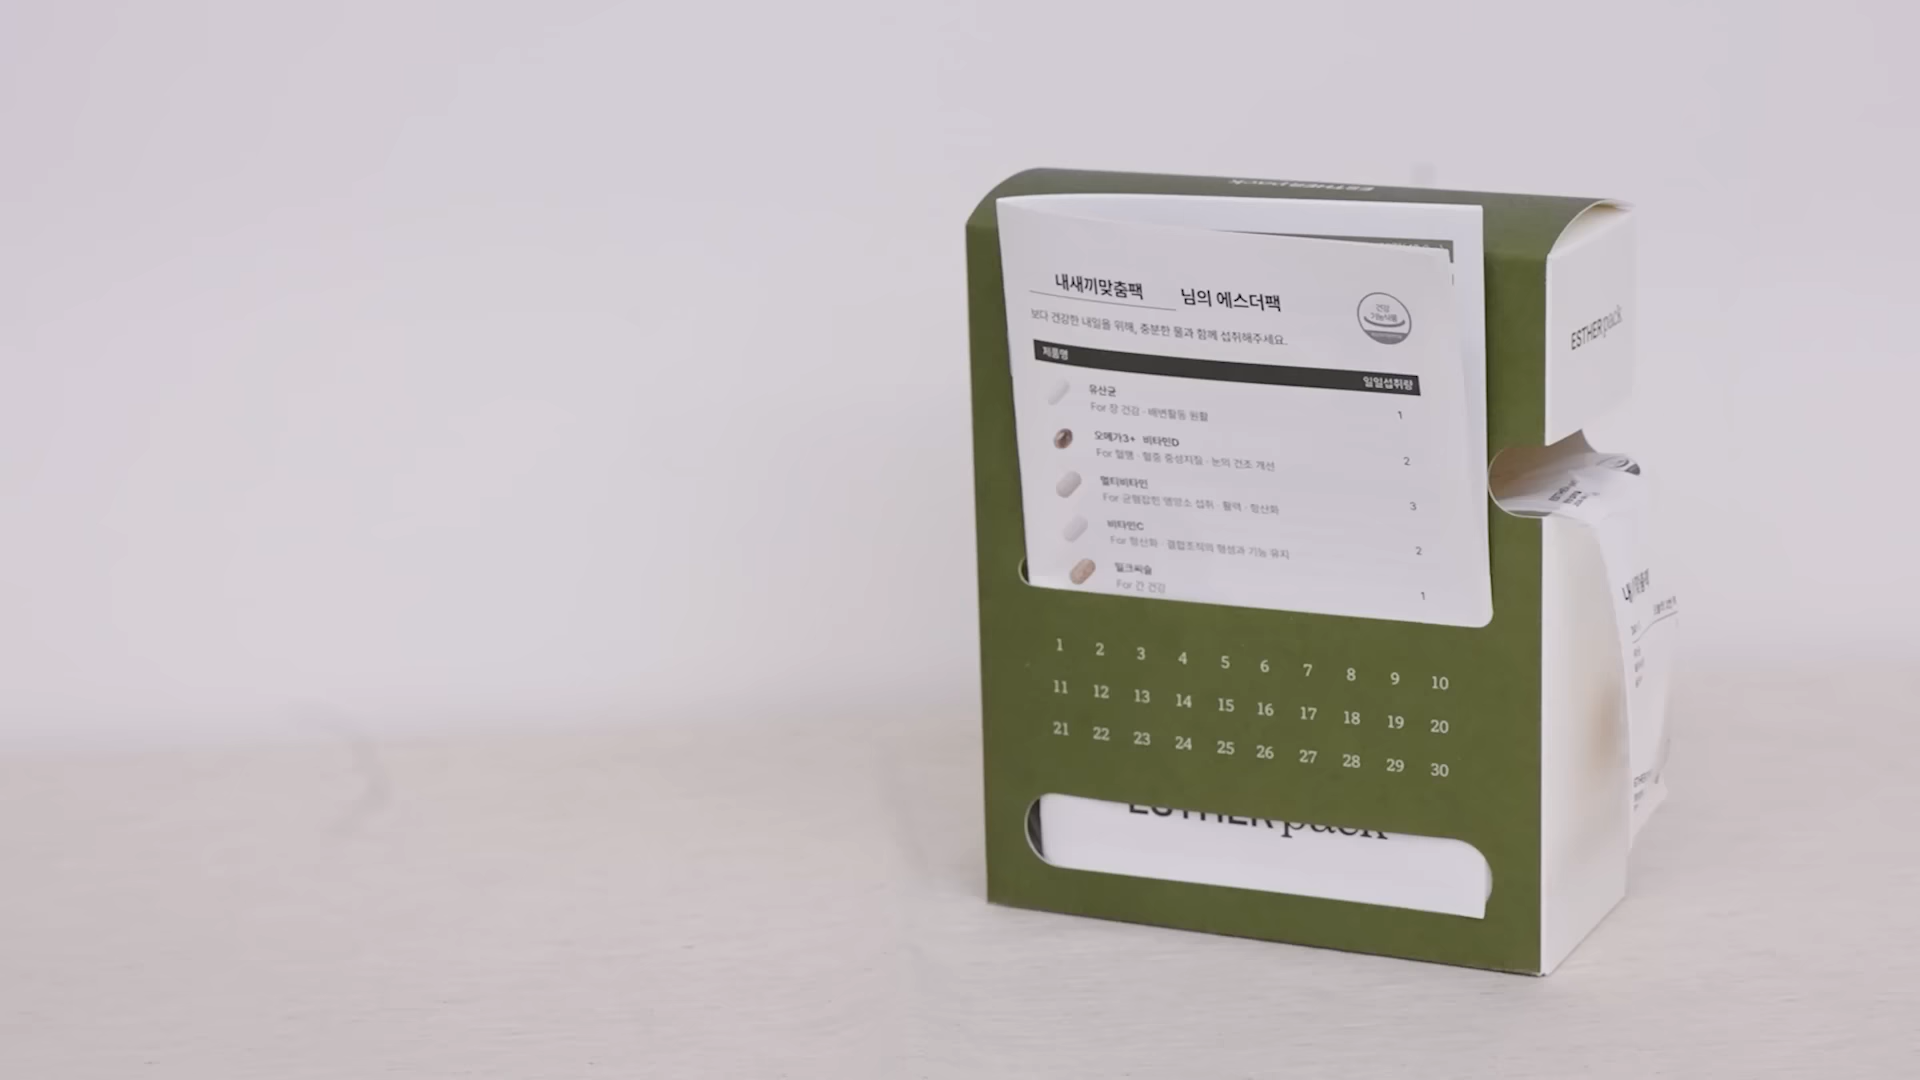 ESTHERpack
내새끼맞춤팩 님의 에스더팩
보다 건강한 내일을 위해, 충분한 물과 함께 섭취해주세요.
건강
기능식품
제품명 일일섭취량
유산균
For 장 건강 · 배변활동 원활 1
오메가3+ 비타민D
For 혈행 · 혈중 중성지질 · 눈의 건조 개선 2
멀티비타민
For 균형잡힌 영양소 섭취 · 활력 · 항산화 3
비타민C
For 항산화 · 결합조직의 형성과 기능 유지 2
밀크씨슬
For 간 건강 1
1 2 3 4 5 6 7 8 9 10
11 12 13 14 15 16 17 18 19 20
21 22 23 24 25 26 27 28 29 30
ESTHERpack
ESTHERpack